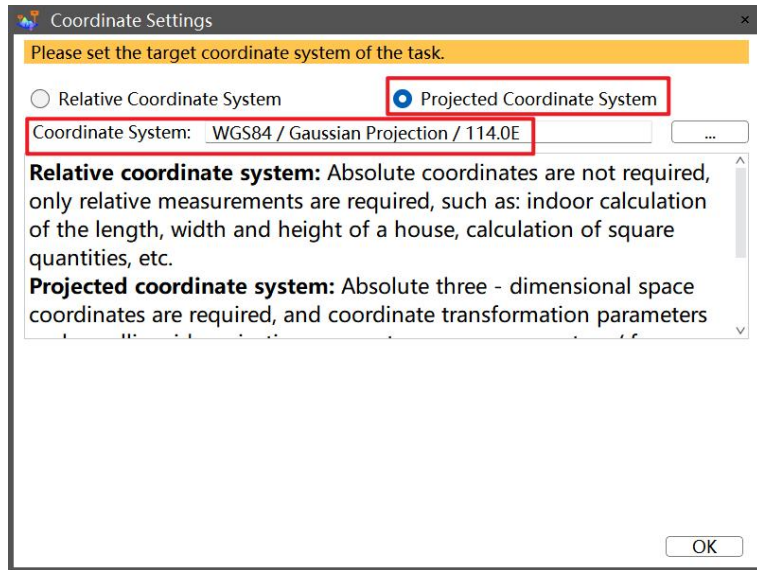 Coordinate Settings
×
Please set the target coordinate system of the task.
Relative Coordinate System
Projected Coordinate System
Coordinate System: WGS84 / Gaussian Projection / 114.0E
...
Relative coordinate system: Absolute coordinates are not required,
only relative measurements are required, such as: indoor calculation
of the length, width and height of a house, calculation of square
quantities, etc.
Projected coordinate system: Absolute three - dimensional space
coordinates are required, and coordinate transformation parameters
OK